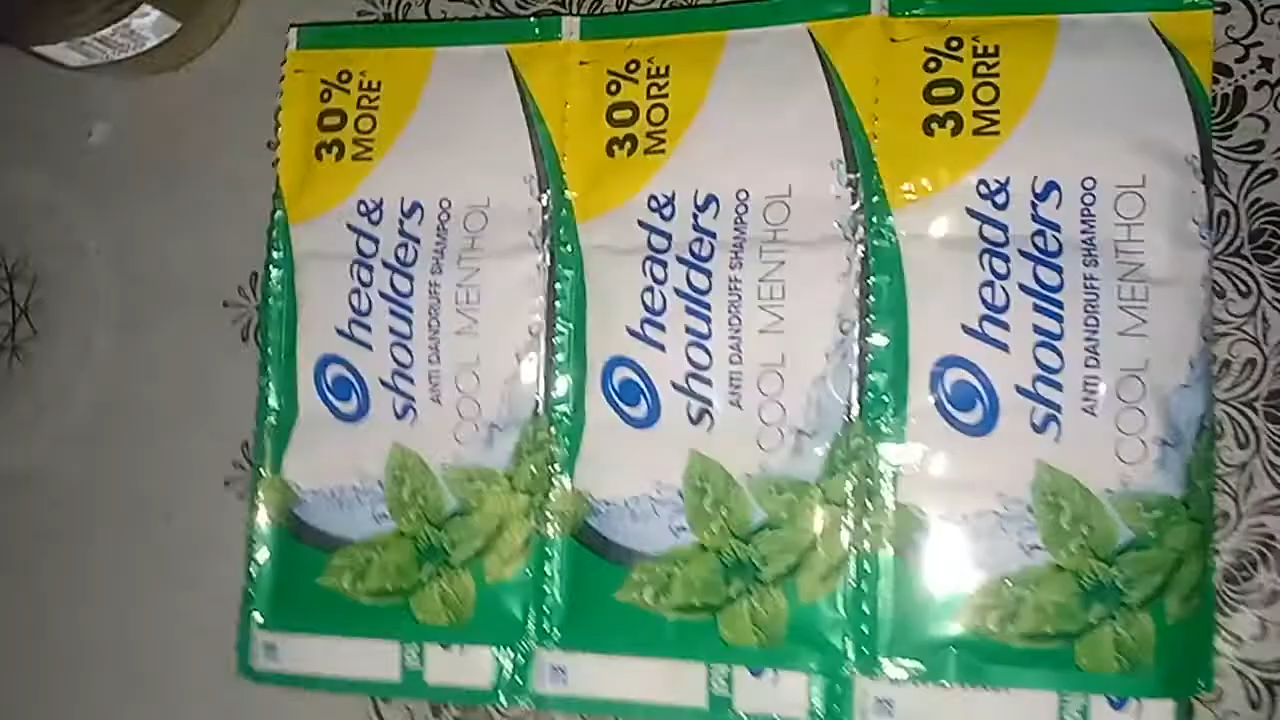 30%
MORE^
head &
shoulders
ANTI DANDRUFF SHAMPOO
COOL MENTHOL
30%
MORE^
head &
shoulders
ANTI DANDRUFF SHAMPOO
COOL MENTHOL
30%
MORE^
head &
shoulders
ANTI DANDRUFF SHAMPOO
COOL MENTHOL